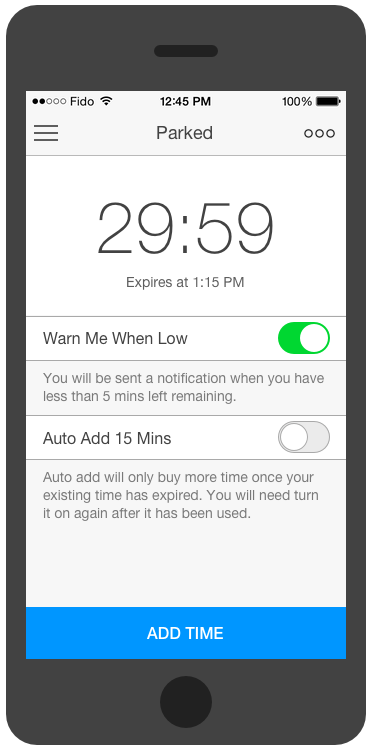 Fido 12:45 PM 100%
Parked
29:59
Expires at 1:15 PM
Warn Me When Low
You will be sent a notification when you have
less than 5 mins left remaining.
Auto Add 15 Mins
Auto add will only buy more time once your
existing time has expired. You will need turn
it on again after it has been used.
ADD TIME